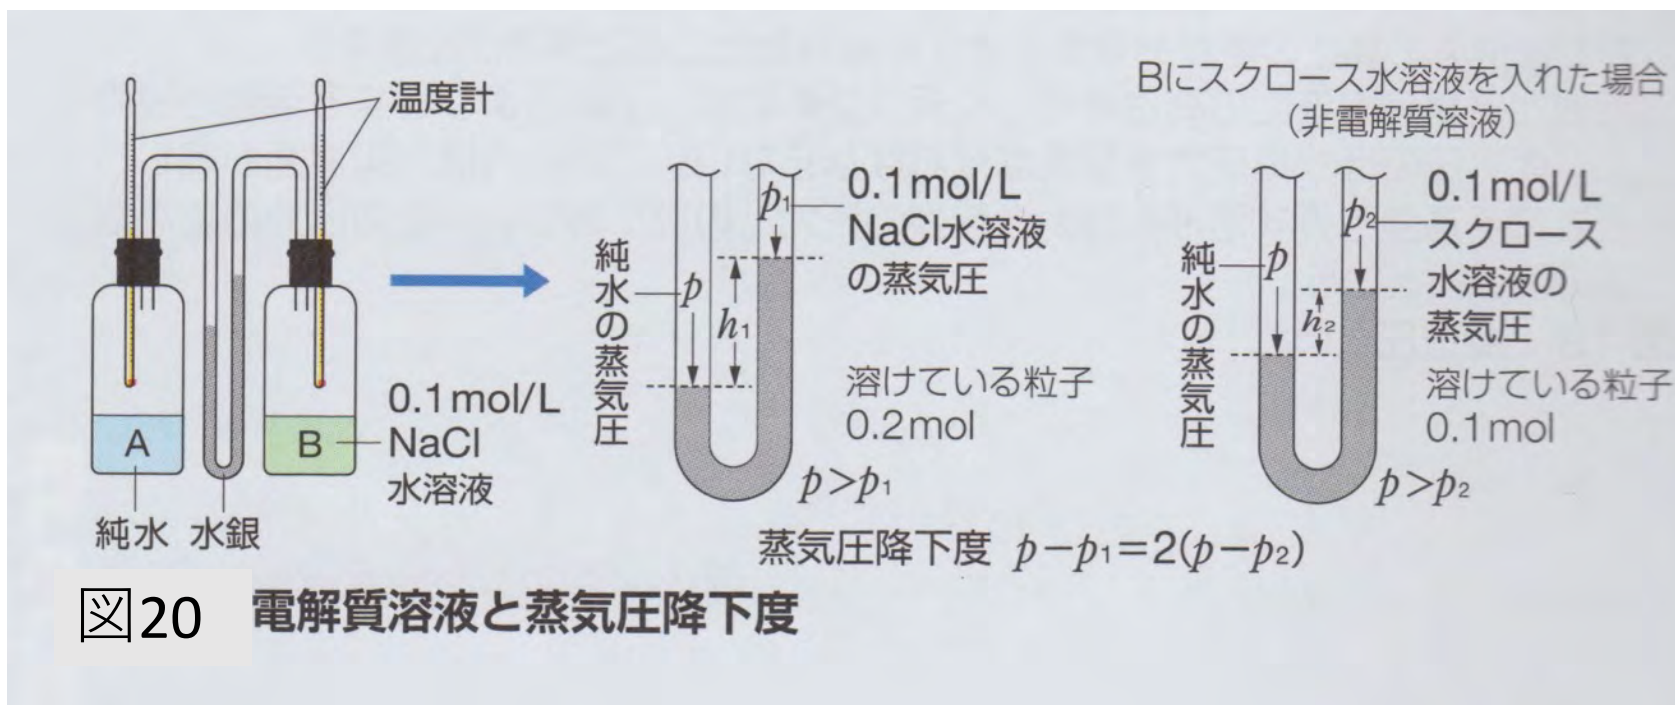 温度計
A
B
0.1mol/L
NaCl
水溶液
純水 水銀
純水の蒸気圧
p
p1
h1
0.1mol/L
NaCl水溶液
の蒸気圧
溶けている粒子
0.2mol
p>p1
Bにスクロース水溶液を入れた場合
(非電解質溶液)
純水の蒸気圧
p
p2
h2
0.1mol/L
スクロース
水溶液の
蒸気圧
溶けている粒子
0.1mol
p>p2
蒸気圧降下度 p-p1=2(p-p2)
図20 電解質溶液と蒸気圧降下度